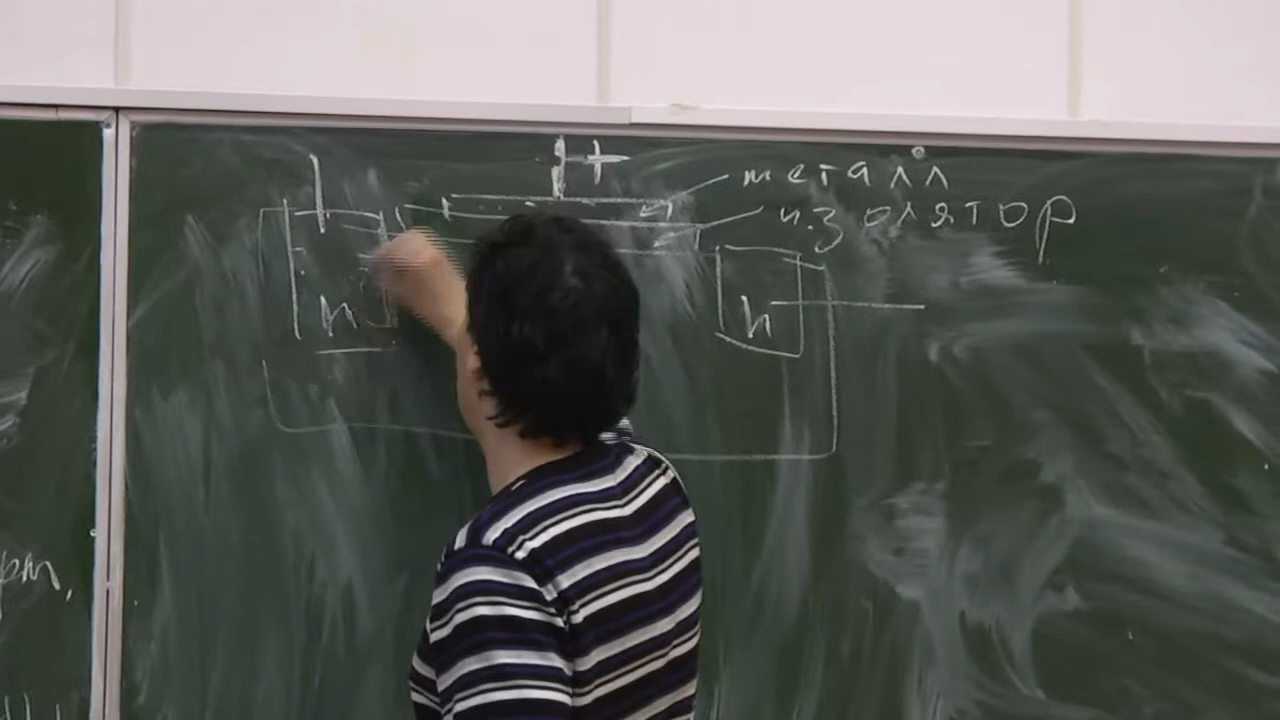 +
металл
изолятор
n
n